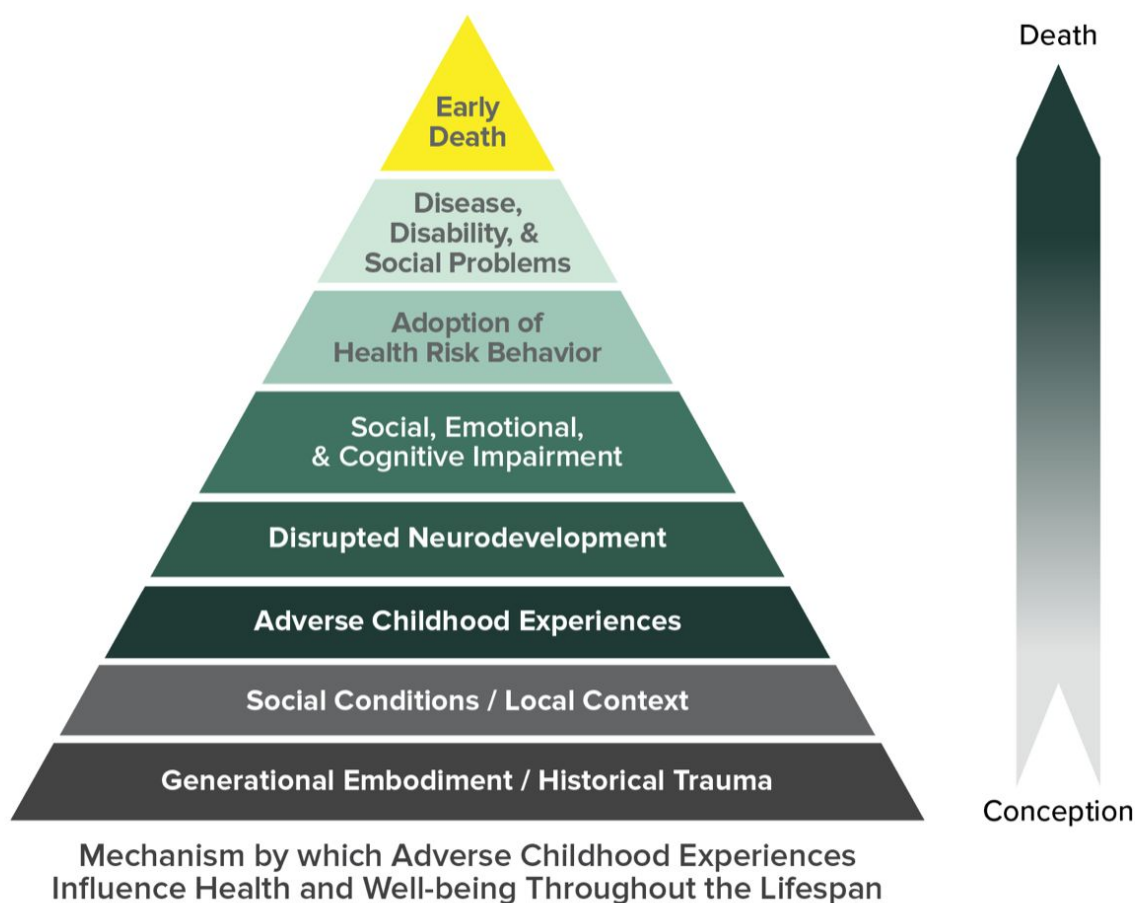 Death
Early
Death
Disease,
Disability, &
Social Problems
Adoption of
Health Risk Behavior
Social, Emotional,
& Cognitive Impairment
Disrupted Neurodevelopment
Adverse Childhood Experiences
Social Conditions / Local Context
Generational Embodiment / Historical Trauma
Conception
Mechanism by which Adverse Childhood Experiences
Influence Health and Well-being Throughout the Lifespan